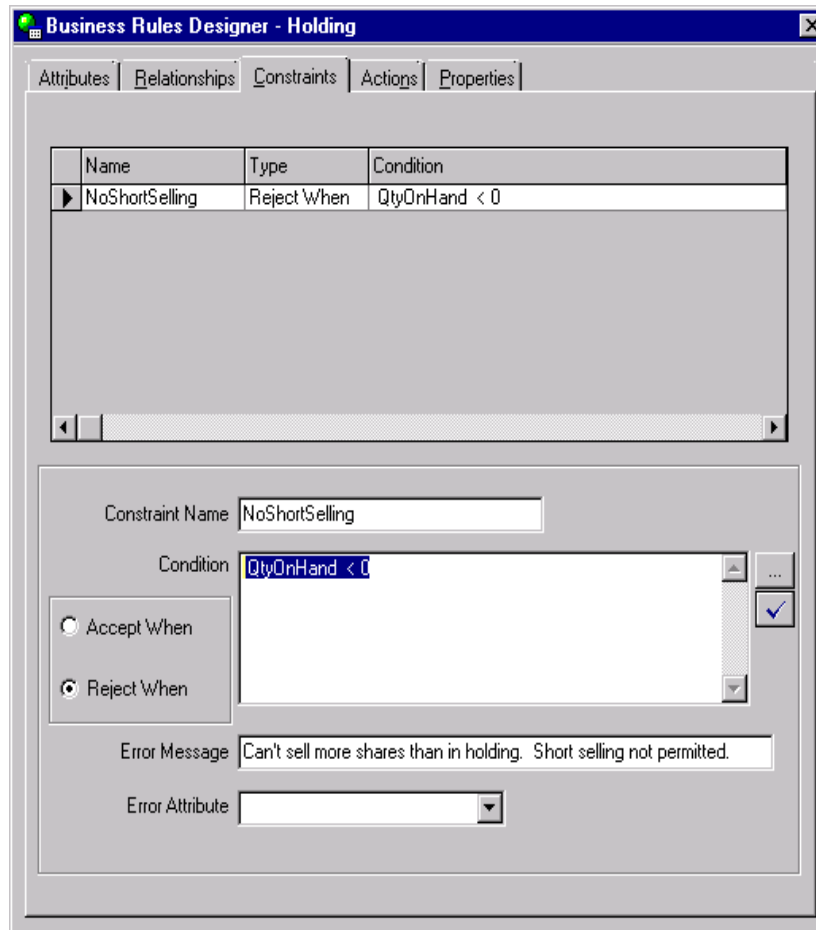 Business Rules Designer - Holding
Attributes Relationships Constraints Actions Properties
Name Type Condition
NoShortSelling Reject When QtyOnHand < 0
Constraint Name NoShortSelling
Condition QtyOnHand < 0
...
Accept When
Reject When
Error Message Can't sell more shares than in holding. Short selling not permitted.
Error Attribute